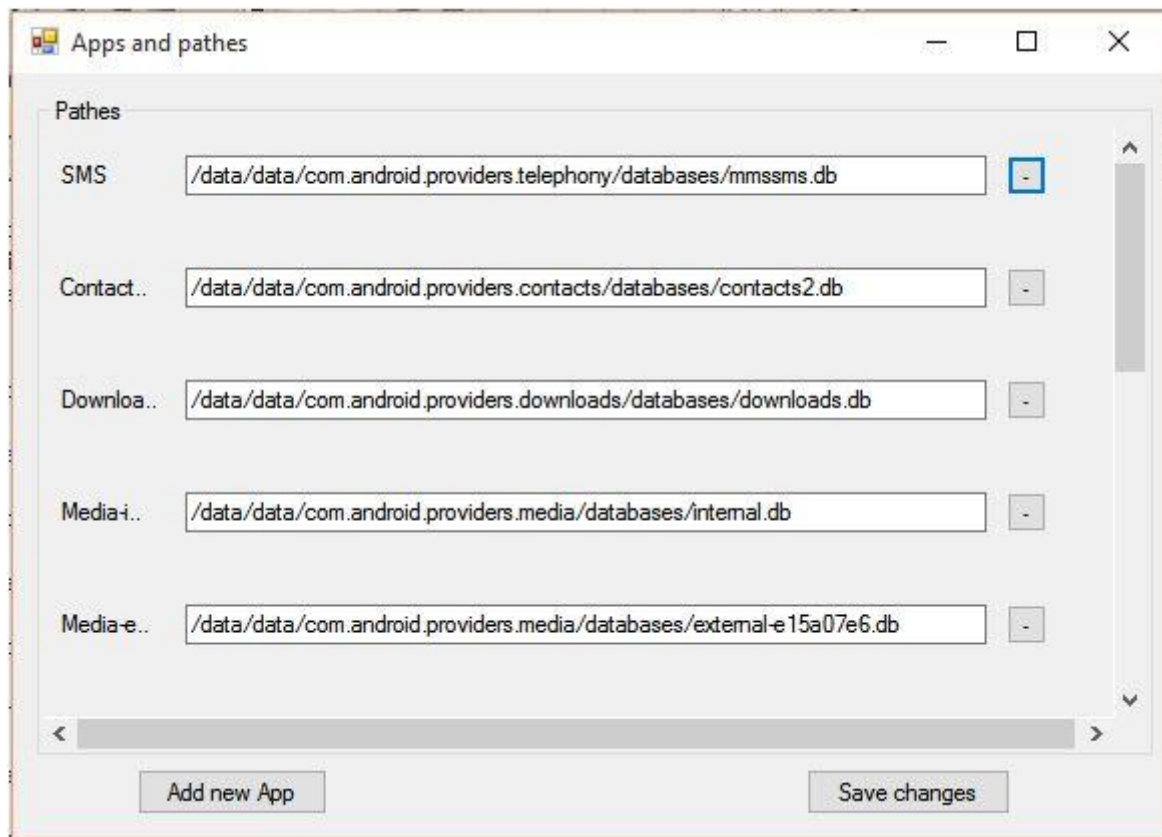 Apps and pathes
Pathes
SMS /data/data/com.android.providers.telephony/databases/mmssms.db -
Contact.. /data/data/com.android.providers.contacts/databases/contacts2.db -
Downloa.. /data/data/com.android.providers.downloads/databases/downloads.db -
Media-i.. /data/data/com.android.providers.media/databases/internal.db -
Media-e.. /data/data/com.android.providers.media/databases/external-e15a07e6.db -
Add new App Save changes